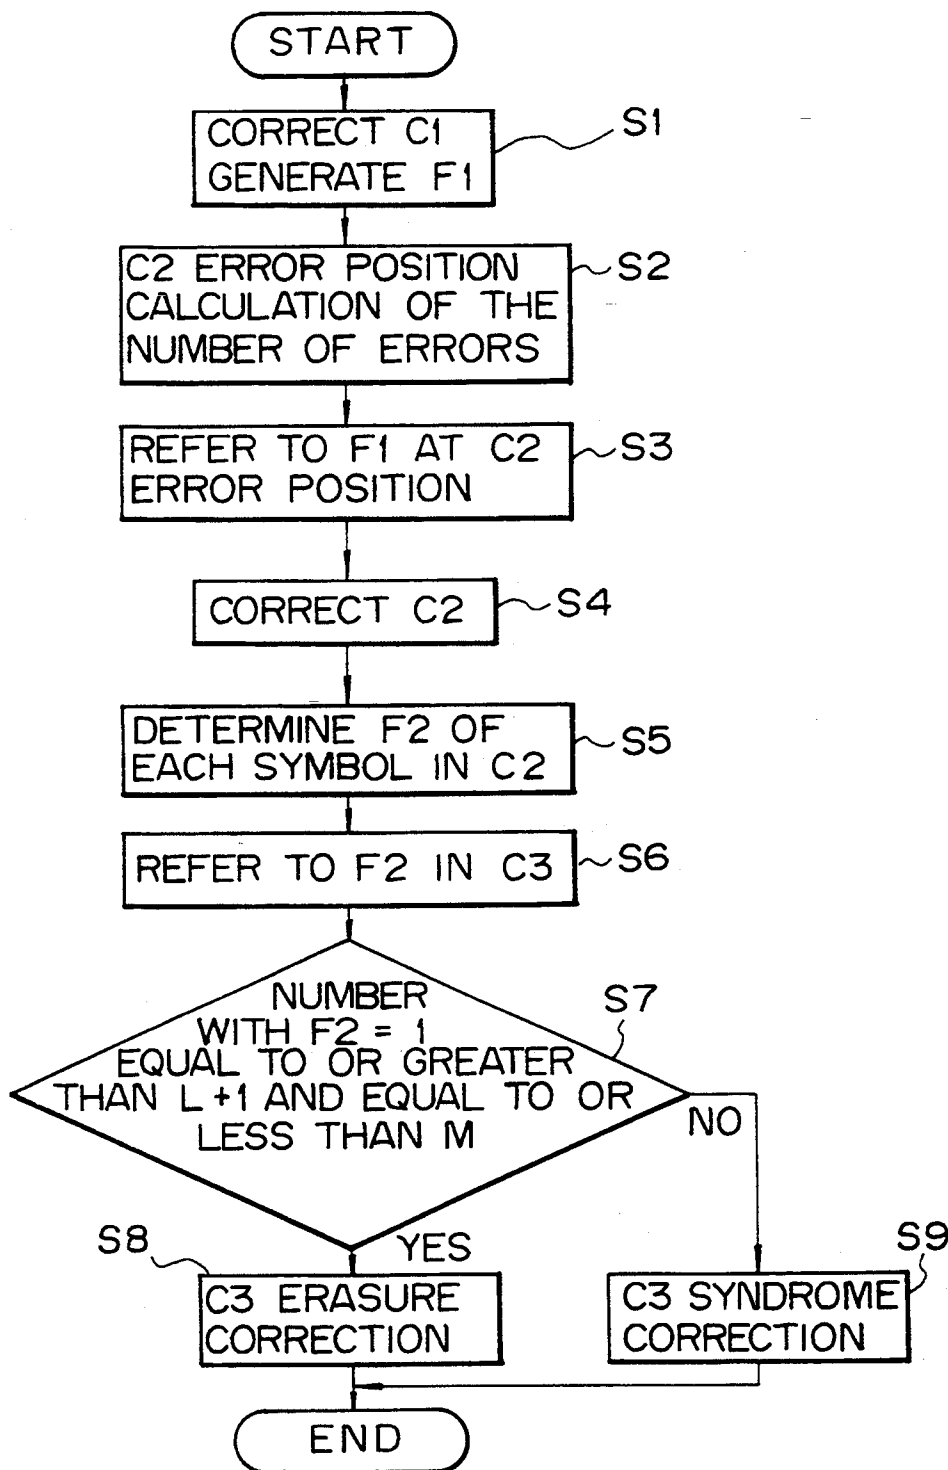 START
CORRECT C1
GENERATE F1
S1
C2 ERROR POSITION
CALCULATION OF THE
NUMBER OF ERRORS
S2
REFER TO F1 AT C2
ERROR POSITION
S3
CORRECT C2
S4
DETERMINE F2 OF
EACH SYMBOL IN C2
S5
REFER TO F2 IN C3
S6
NUMBER
WITH F2 = 1
EQUAL TO OR GREATER
THAN L+1 AND EQUAL TO OR
LESS THAN M
S7
NO
YES
S8
C3 ERASURE
CORRECTION
S9
C3 SYNDROME
CORRECTION
END